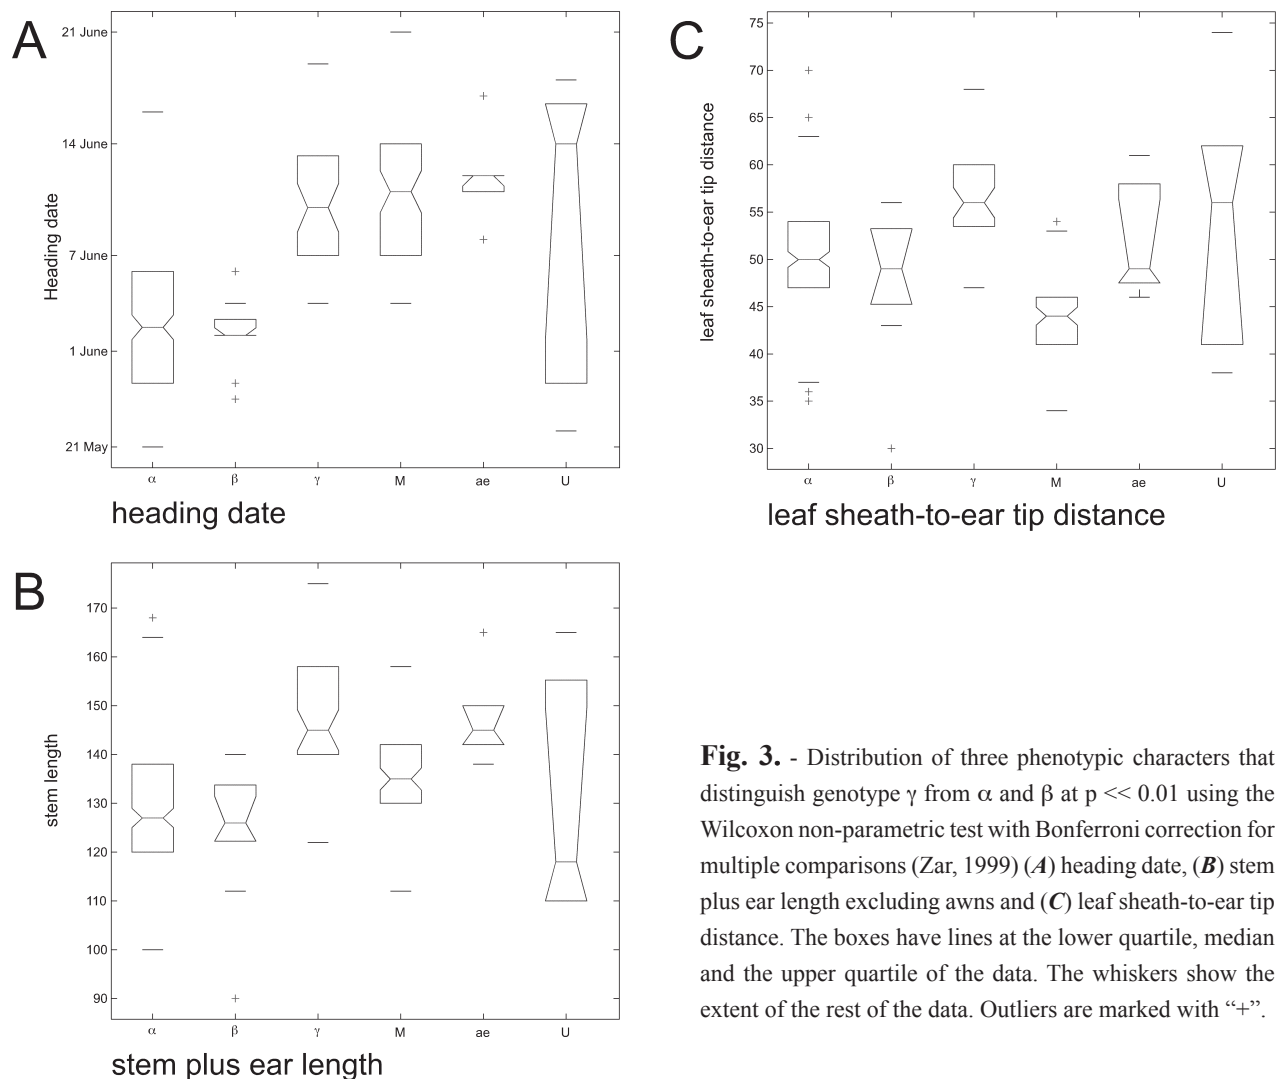 A
21 June
14 June
7 June
1 June
21 May
Heading date
α β γ M ae U
heading date
B
170
160
150
140
130
120
110
100
90
stem length
α β γ M ae U
stem plus ear length
C
75
70
65
60
55
50
45
40
35
30
leaf sheath-to-ear tip distance
α β γ M ae U
leaf sheath-to-ear tip distance
Fig. 3. - Distribution of three phenotypic characters that
distinguish genotype γ from α and β at p << 0.01 using the
Wilcoxon non-parametric test with Bonferroni correction for
multiple comparisons (Zar, 1999) (A) heading date, (B) stem
plus ear length excluding awns and (C) leaf sheath-to-ear tip
distance. The boxes have lines at the lower quartile, median
and the upper quartile of the data. The whiskers show the
extent of the rest of the data. Outliers are marked with “+”.